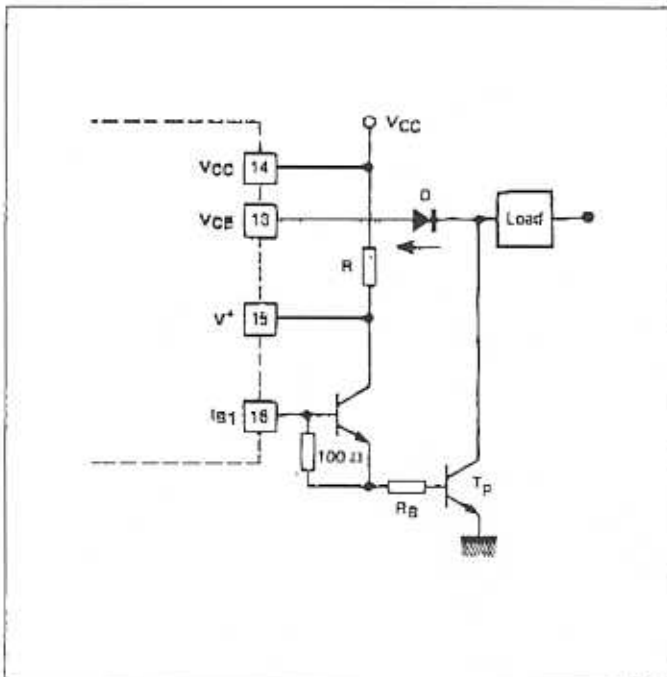 VCC
VCC 14
D
VCE 13
Load
R
V+ 15
IB1 16
100 Ω
RB
Tp